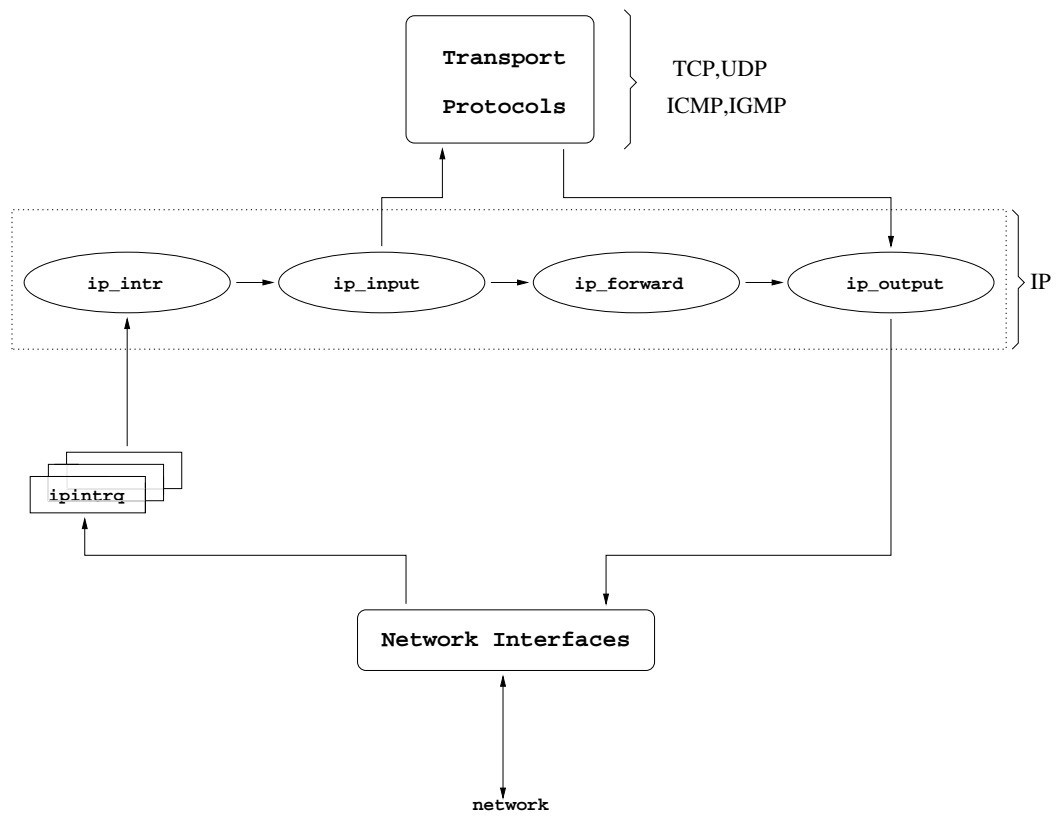 Transport
Protocols
TCP,UDP
ICMP,IGMP
ip_intr
ip_input
ip_forward
ip_output
IP
ipintrq
Network Interfaces
network